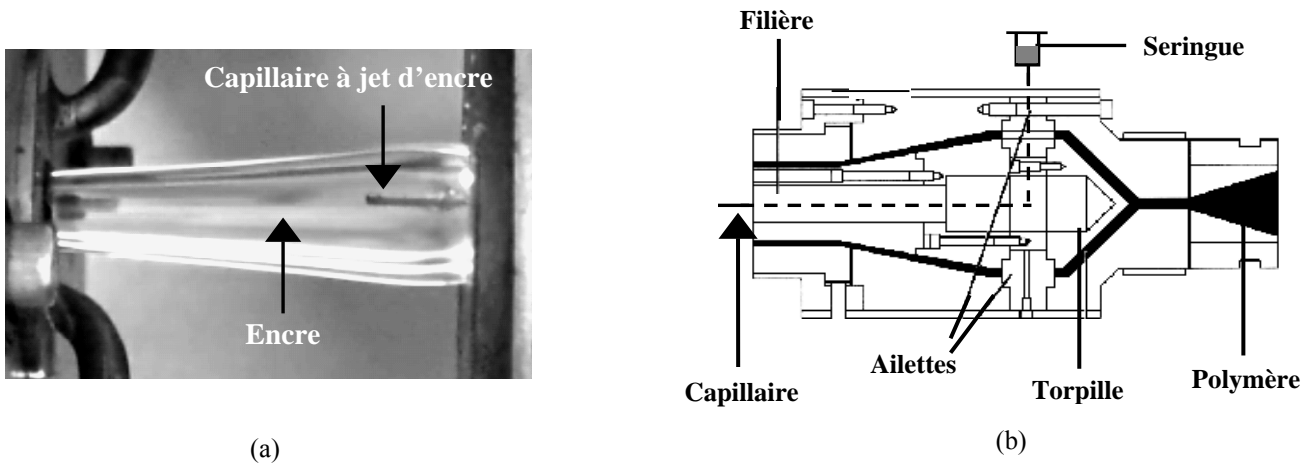 Capillaire à jet d'encre
Encre
(a)
Filière
Seringue
Ailettes
Capillaire
Torpille
Polymère
(b)